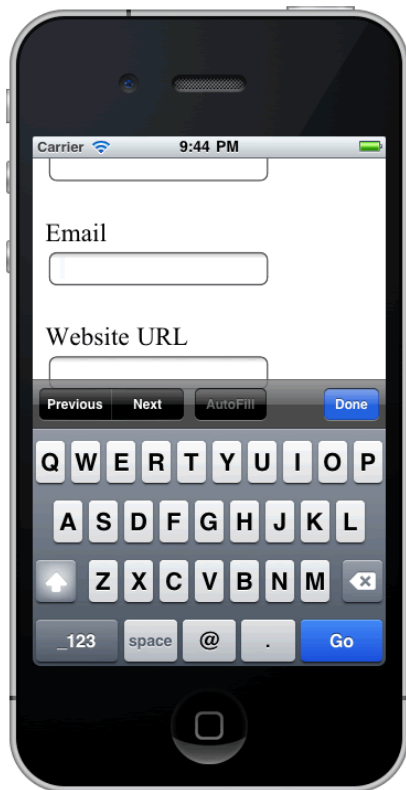 Carrier 9:44 PM
Email
Website URL
Previous Next AutoFill Done
Q W E R T Y U I O P
A S D F G H J K L
Z X C V B N M
_123 space @ . Go